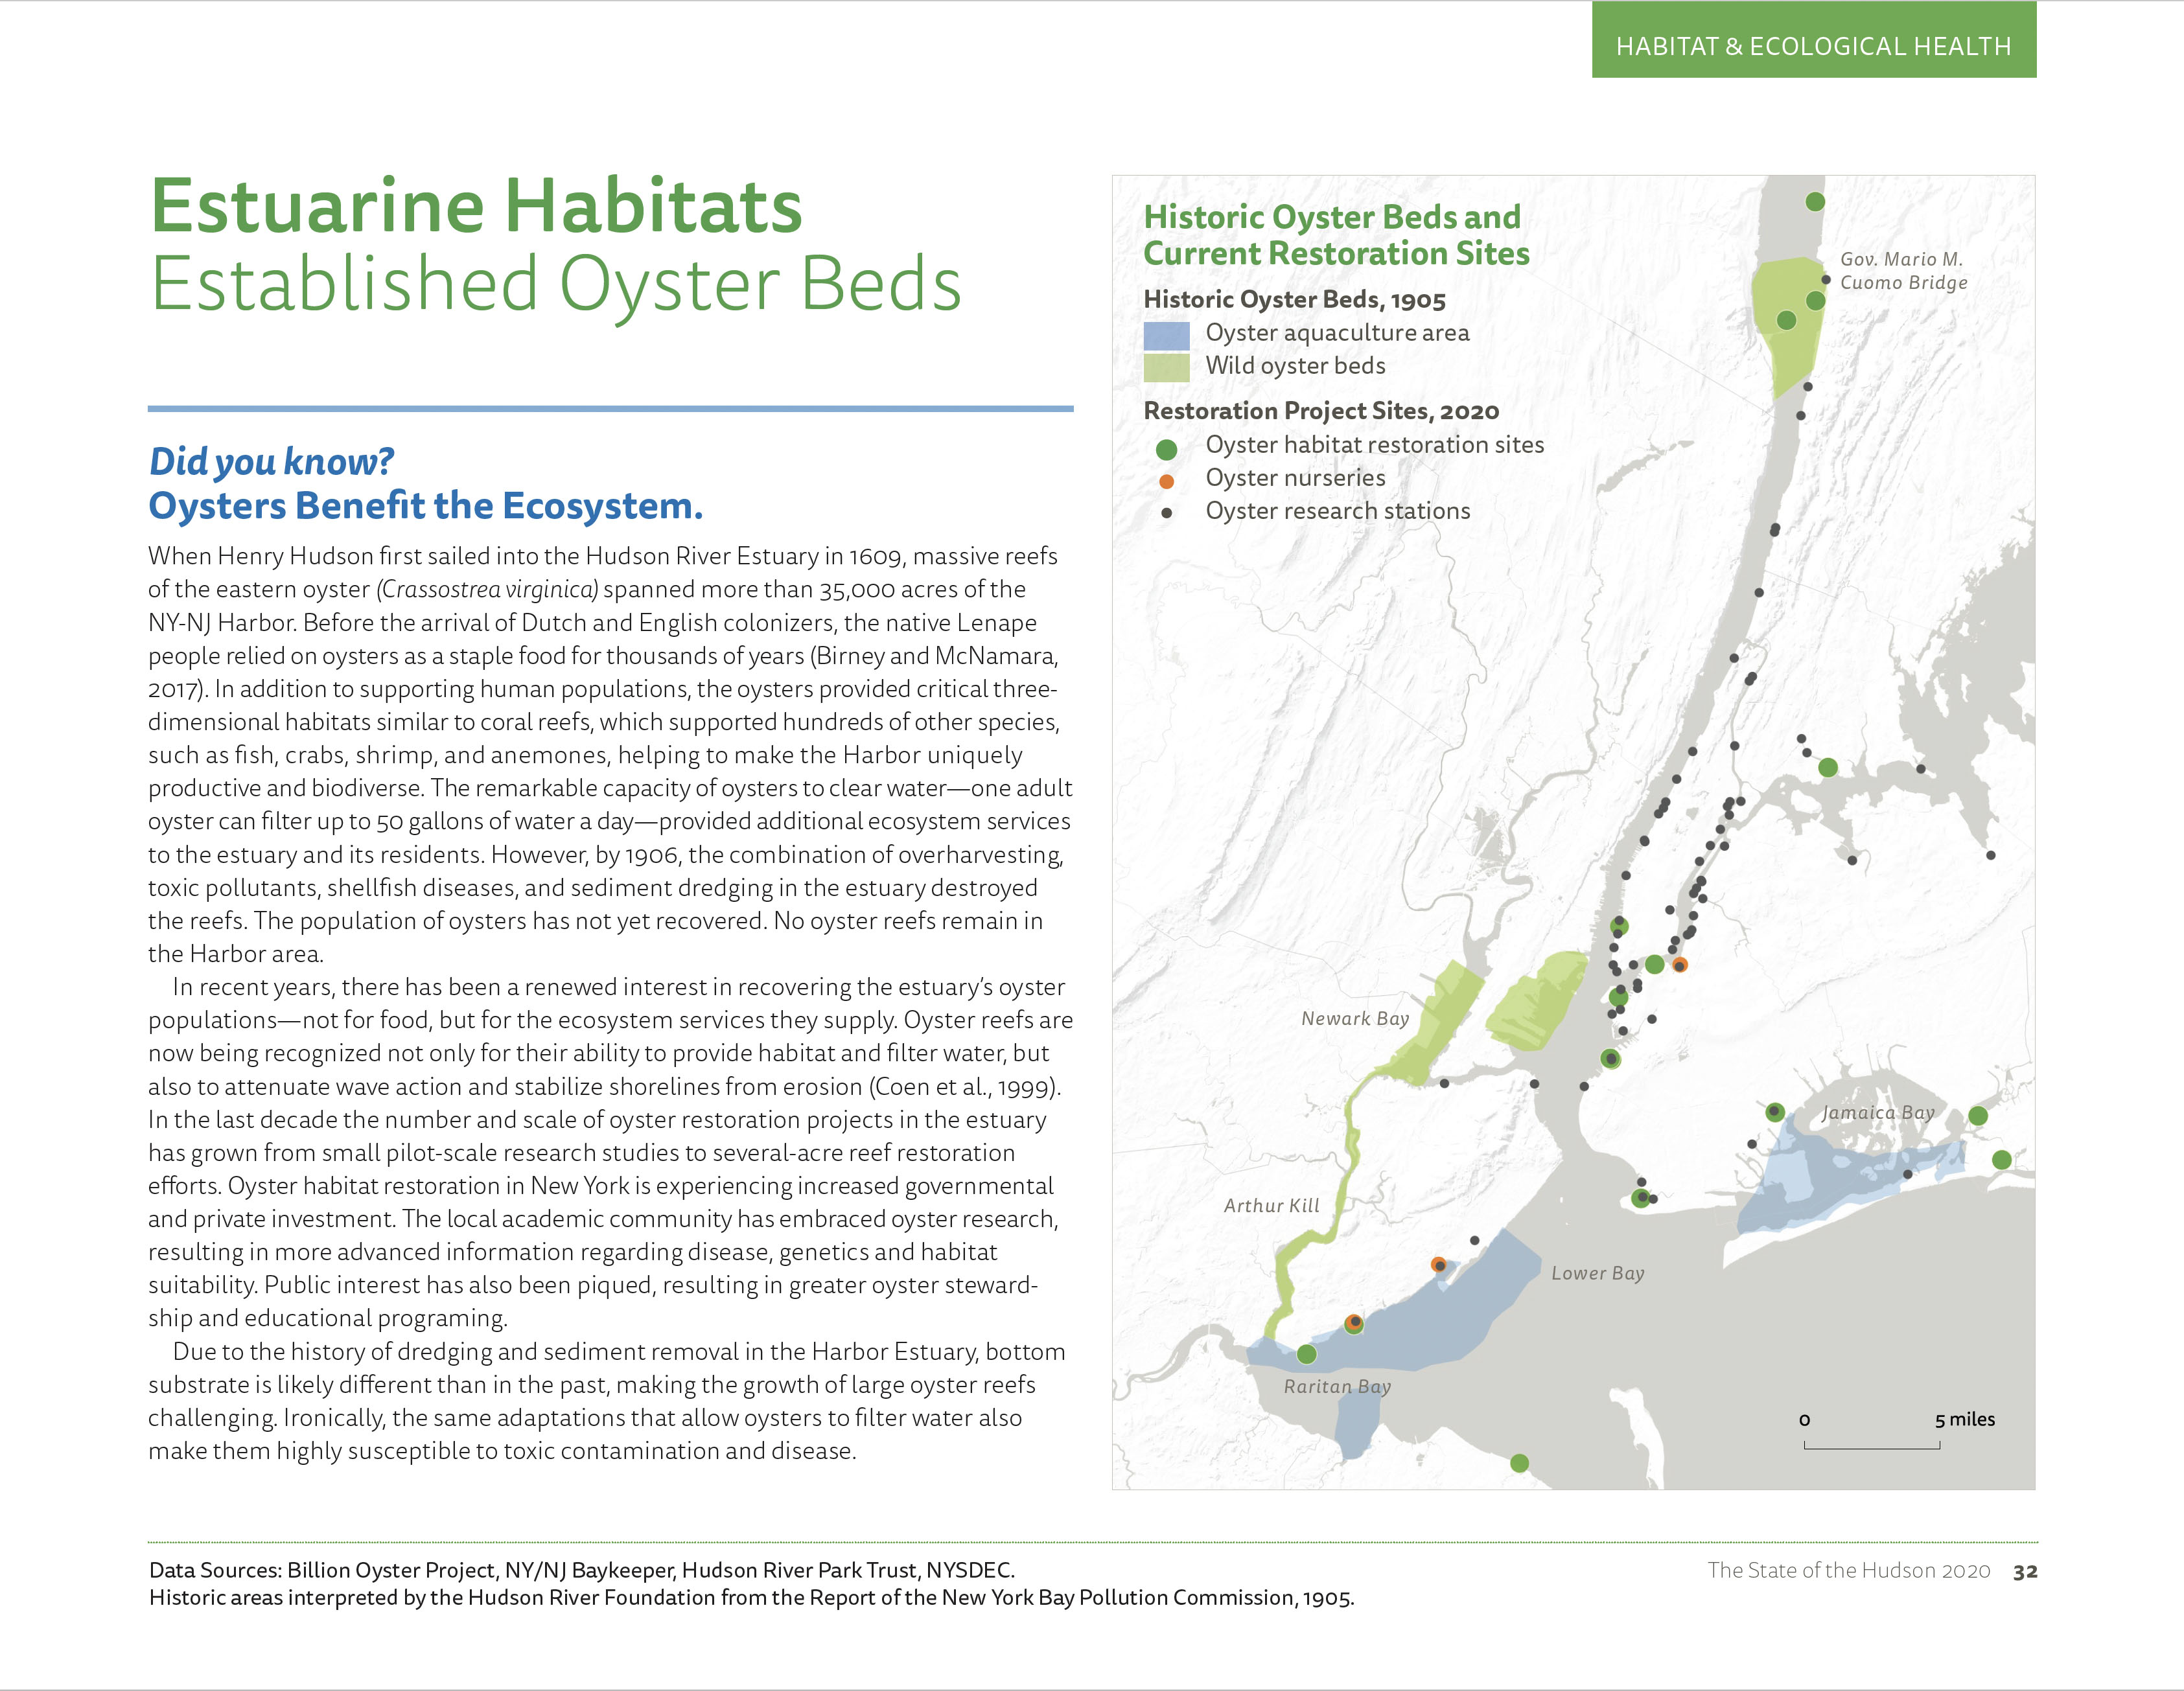 HABITAT & ECOLOGICAL HEALTH
Estuarine Habitats
Established Oyster Beds
Did you know?
Oysters Benefit the Ecosystem.
When Henry Hudson first sailed into the Hudson River Estuary in 1609, massive reefs
of the eastern oyster (Crassostrea virginica) spanned more than 35,000 acres of the
NY-NJ Harbor. Before the arrival of Dutch and English colonizers, the native Lenape
people relied on oysters as a staple food for thousands of years (Birney and McNamara,
2017). In addition to supporting human populations, the oysters provided critical three-
dimensional habitats similar to coral reefs, which supported hundreds of other species,
such as fish, crabs, shrimp, and anemones, helping to make the Harbor uniquely
productive and biodiverse. The remarkable capacity of oysters to clear water—one adult
oyster can filter up to 50 gallons of water a day—provided additional ecosystem services
to the estuary and its residents. However, by 1906, the combination of overharvesting,
toxic pollutants, shellfish diseases, and sediment dredging in the estuary destroyed
the reefs. The population of oysters has not yet recovered. No oyster reefs remain in
the Harbor area.
In recent years, there has been a renewed interest in recovering the estuary's oyster
populations—not for food, but for the ecosystem services they supply. Oyster reefs are
now being recognized not only for their ability to provide habitat and filter water, but
also to attenuate wave action and stabilize shorelines from erosion (Coen et al., 1999).
In the last decade the number and scale of oyster restoration projects in the estuary
has grown from small pilot-scale research studies to several-acre reef restoration
efforts. Oyster habitat restoration in New York is experiencing increased governmental
and private investment. The local academic community has embraced oyster research,
resulting in more advanced information regarding disease, genetics and habitat
suitability. Public interest has also been piqued, resulting in greater oyster steward-
ship and educational programing.
Due to the history of dredging and sediment removal in the Harbor Estuary, bottom
substrate is likely different than in the past, making the growth of large oyster reefs
challenging. Ironically, the same adaptations that allow oysters to filter water also
make them highly susceptible to toxic contamination and disease.
Historic Oyster Beds and
Current Restoration Sites
Historic Oyster Beds, 1905
Oyster aquaculture area
Wild oyster beds
Restoration Project Sites, 2020
Oyster habitat restoration sites
Oyster nurseries
Oyster research stations
Gov. Mario M.
Cuomo Bridge
Newark Bay
Jamaica Bay
Arthur Kill
Lower Bay
Raritan Bay
0 5 miles
Data Sources: Billion Oyster Project, NY/NJ Baykeeper, Hudson River Park Trust, NYSDEC.
Historic areas interpreted by the Hudson River Foundation from the Report of the New York Bay Pollution Commission, 1905.
The State of the Hudson 2020 32